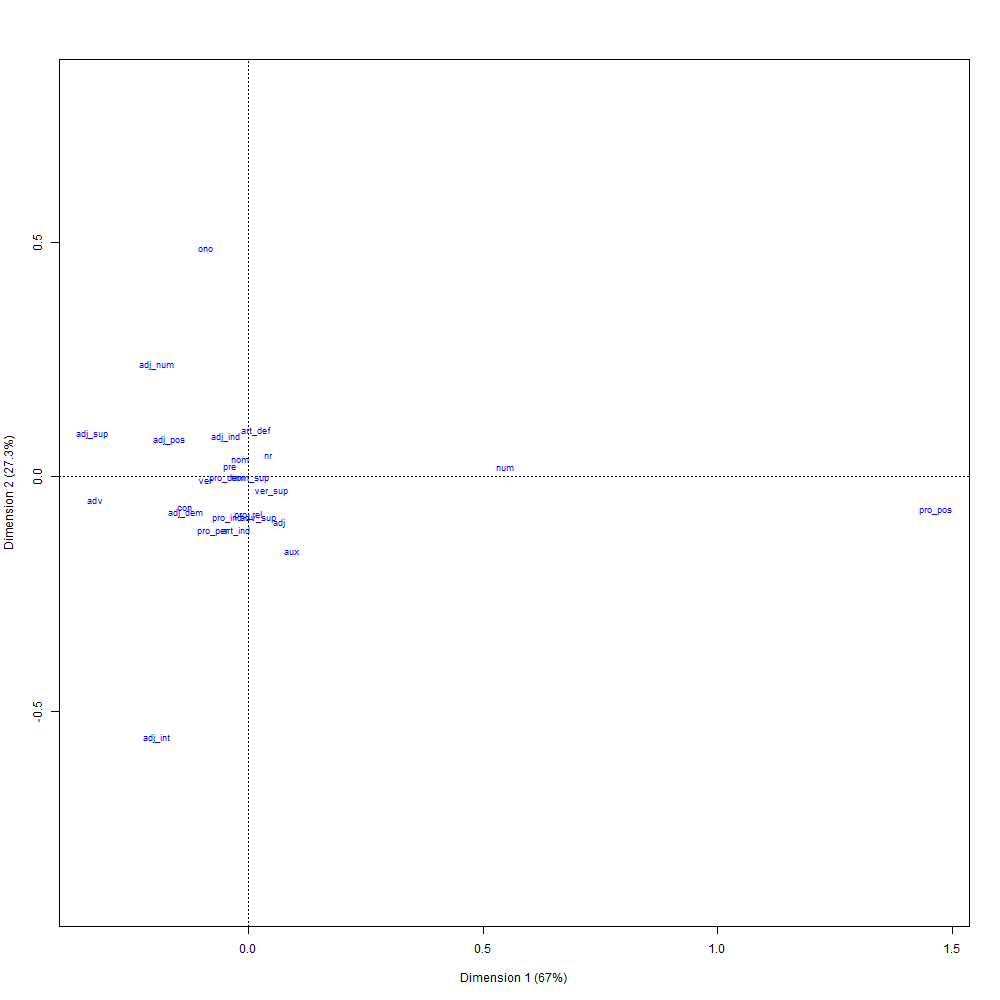 0.5
ono
adj_num
adj_sup
adj_pos
adj_ind
art_def
nom
nr
pre
num
0.0
ver
ver_sup
adv
con
adj_dem
pro_rel
adj
art_ind
aux
pro_pos
-0.5
adj_int
0.0 0.5 1.0 1.5
Dimension 1 (67%)
Dimension 2 (27.3%)